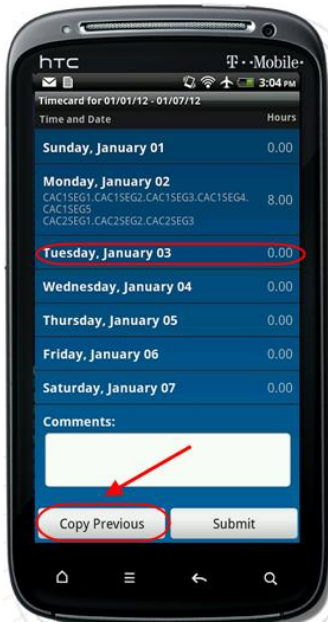 hTC T··Mobile·
3:04 PM
Timecard for 01/01/12 - 01/07/12
Time and Date Hours
Sunday, January 01 0.00
Monday, January 02
CAC1SEG1.CAC1SEG2.CAC1SEG3.CAC1SEG4. 8.00
CAC1SEG5
CAC2SEG1.CAC2SEG2.CAC2SEG3
Tuesday, January 03 0.00
Wednesday, January 04 0.00
Thursday, January 05 0.00
Friday, January 06 0.00
Saturday, January 07 0.00
Comments:
Copy Previous Submit